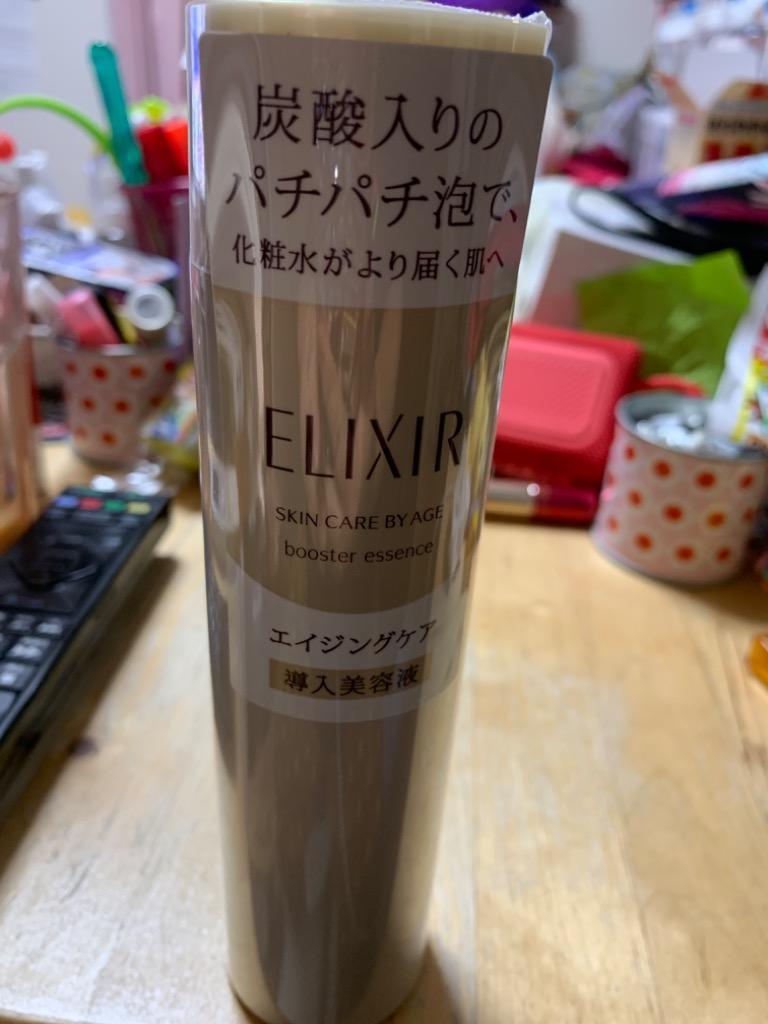 炭酸入りの
パチパチ泡で、
化粧水がより届く肌へ
ELIXIR
SKIN CARE BY AGE
booster essence
エイジングケア
導入美容液